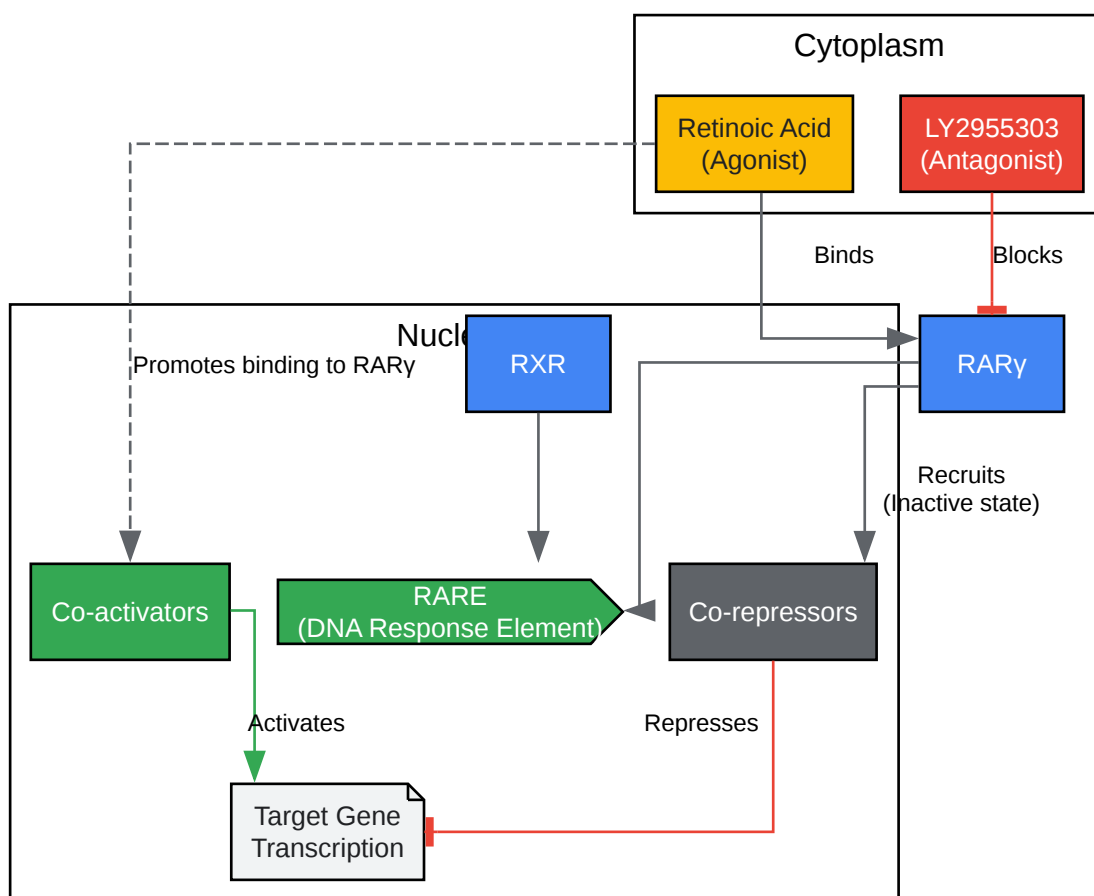 Cytoplasm
Retinoic Acid
(Agonist)
LY2955303
(Antagonist)
Binds
Blocks
Nucle
RXR
RARγ
Promotes binding to RARγ
Recruits
(Inactive state)
Co-activators
RARE
(DNA Response Element)
Co-repressors
Activates
Represses
Target Gene
Transcription